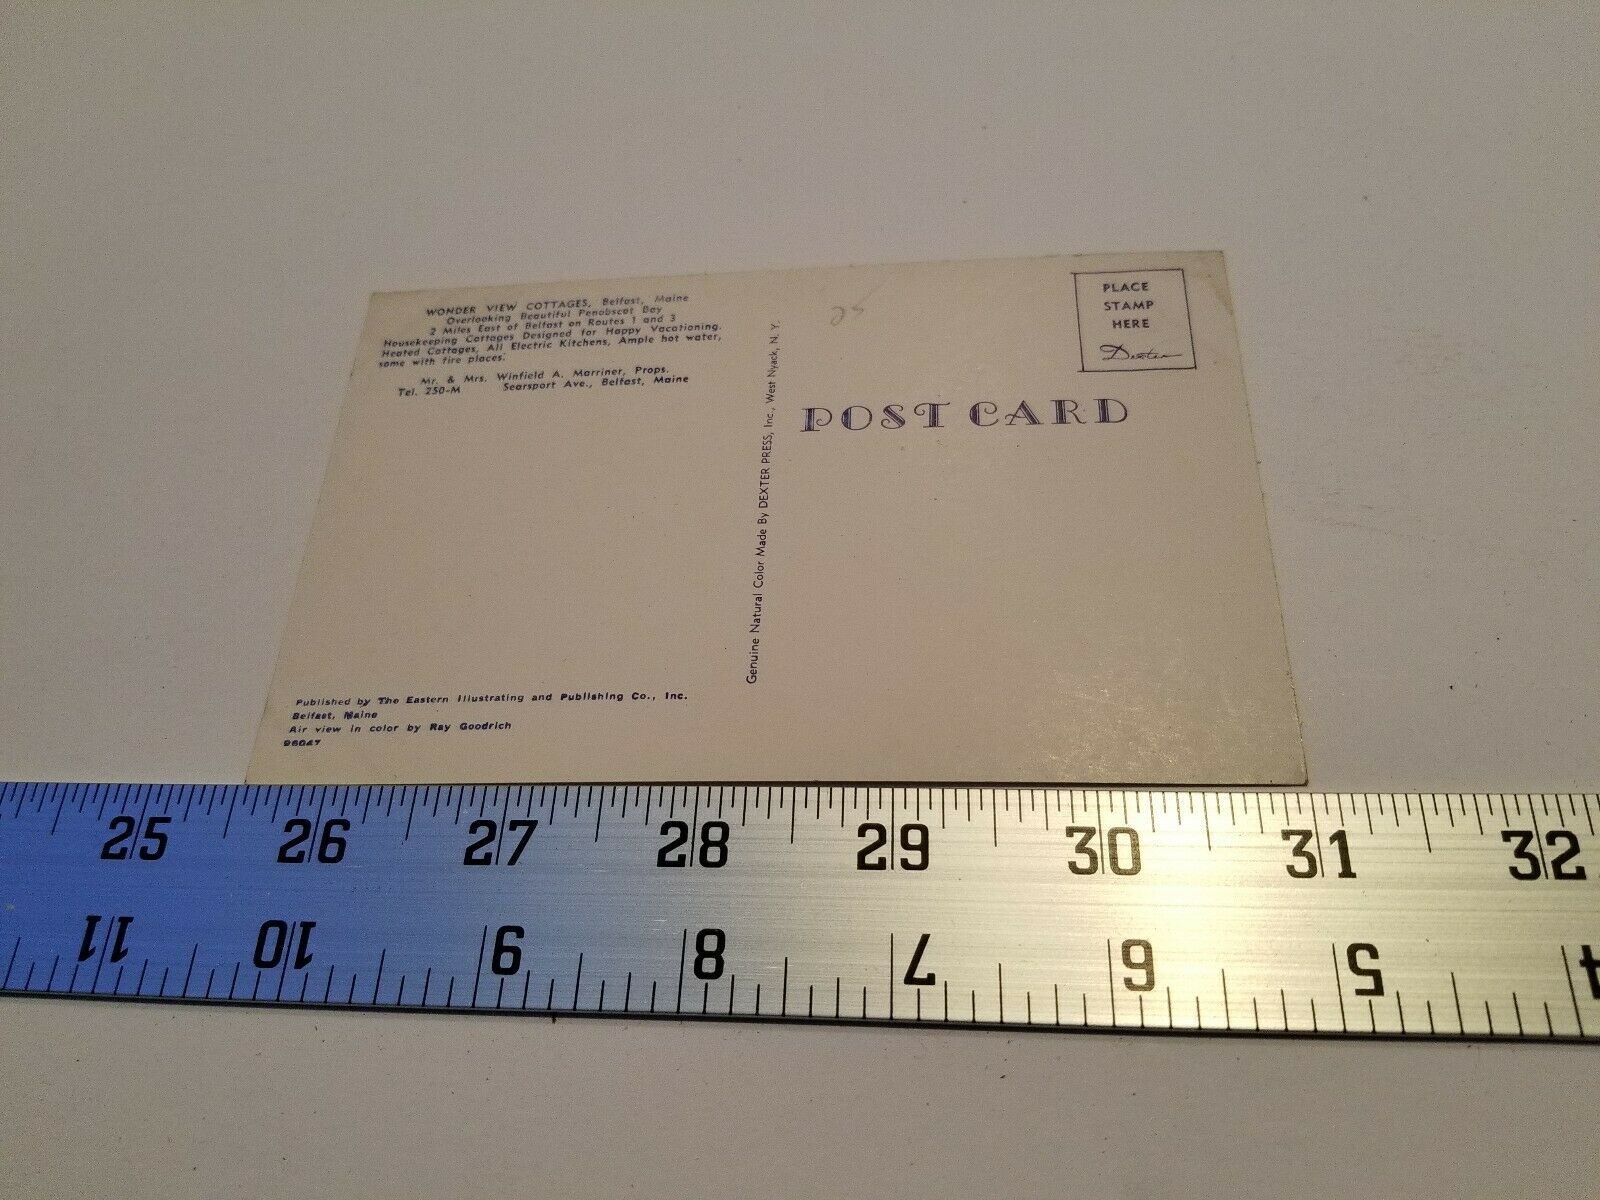 WONDER VIEW COTTAGES, Belfast, Maine
Overlooking Beautiful Penobscot Bay
2 Miles East of Belfast on Routes 1 and 3
Housekeeping Cottages Designed for Happy Vacationing.
Heated Cottages, All Electric Kitchens, Ample hot water,
some with fire places.
Mr. & Mrs. Winfield A. Marriner, Props.
Tel. 250-M Searsport Ave., Belfast, Maine
Published by The Eastern Illustrating and Publishing Co., Inc.
Belfast, Maine
Air view in color by Ray Goodrich
96047
Genuine Natural Color Made By DEXTER PRESS, Inc., West Nyack, N. Y.
25
PLACE
STAMP
HERE
Dexter
POST CARD
25 26 27 28 29 30 31 32
11 10 9 8 7 6 5 4